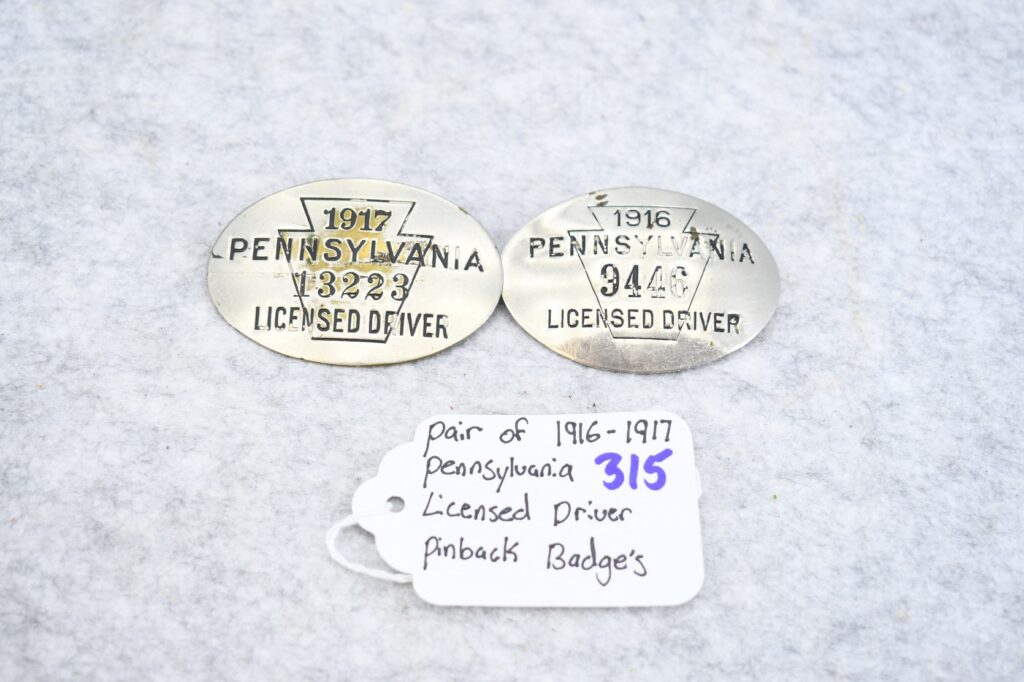 1917
PENNSYLVANIA
13223
LICENSED DRIVER
1916
PENNSYLVANIA
9446
LICENSED DRIVER
pair of 1916-1917
pennsylvania 315
Licensed Driver
pinback Badge's